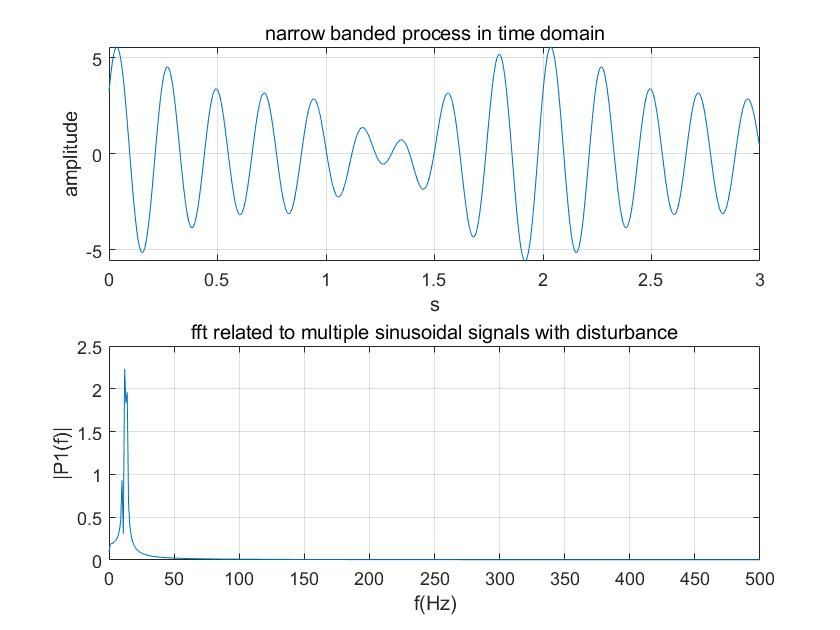 narrow banded process in time domain
5
0
-5
amplitude
0 0.5 1 1.5 2 2.5 3
s
fft related to multiple sinusoidal signals with disturbance
2.5
2
1.5
1
0.5
0
|P1(f)|
0 50 100 150 200 250 300 350 400 450 500
f(Hz)